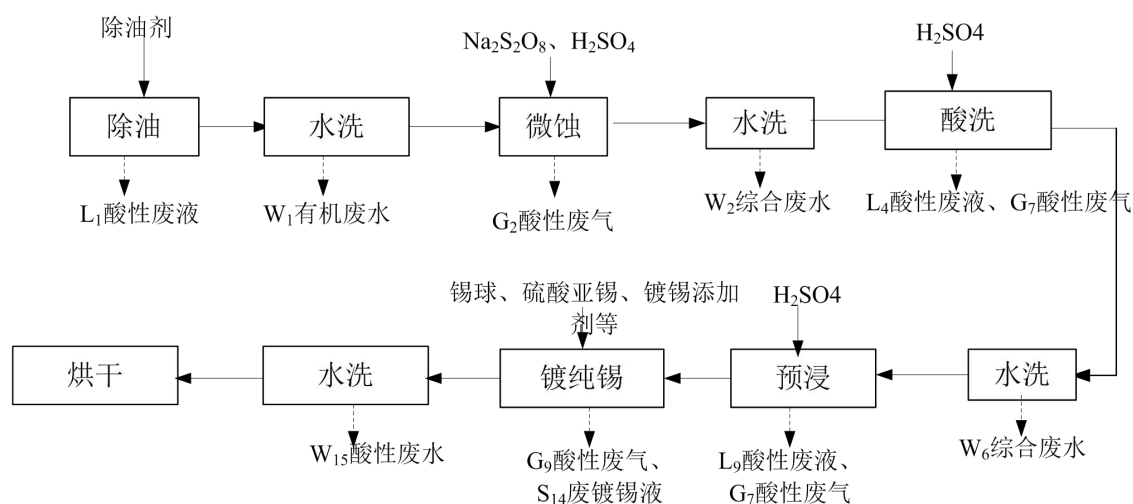 除油剂
Na₂S₂O₈、H₂SO₄
H₂SO4
除油
水洗
微蚀
水洗
酸洗
L₁酸性废液
W₁有机废水
G₂酸性废气
W₂综合废水
L₄酸性废液、G₇酸性废气
锡球、硫酸亚锡、镀锡添加
剂等
H₂SO4
烘干
水洗
镀纯锡
预浸
水洗
W₁₅酸性废水
G₉酸性废气、
S₁₄废镀锡液
L₉酸性废液、
G₇酸性废气
W₆综合废水